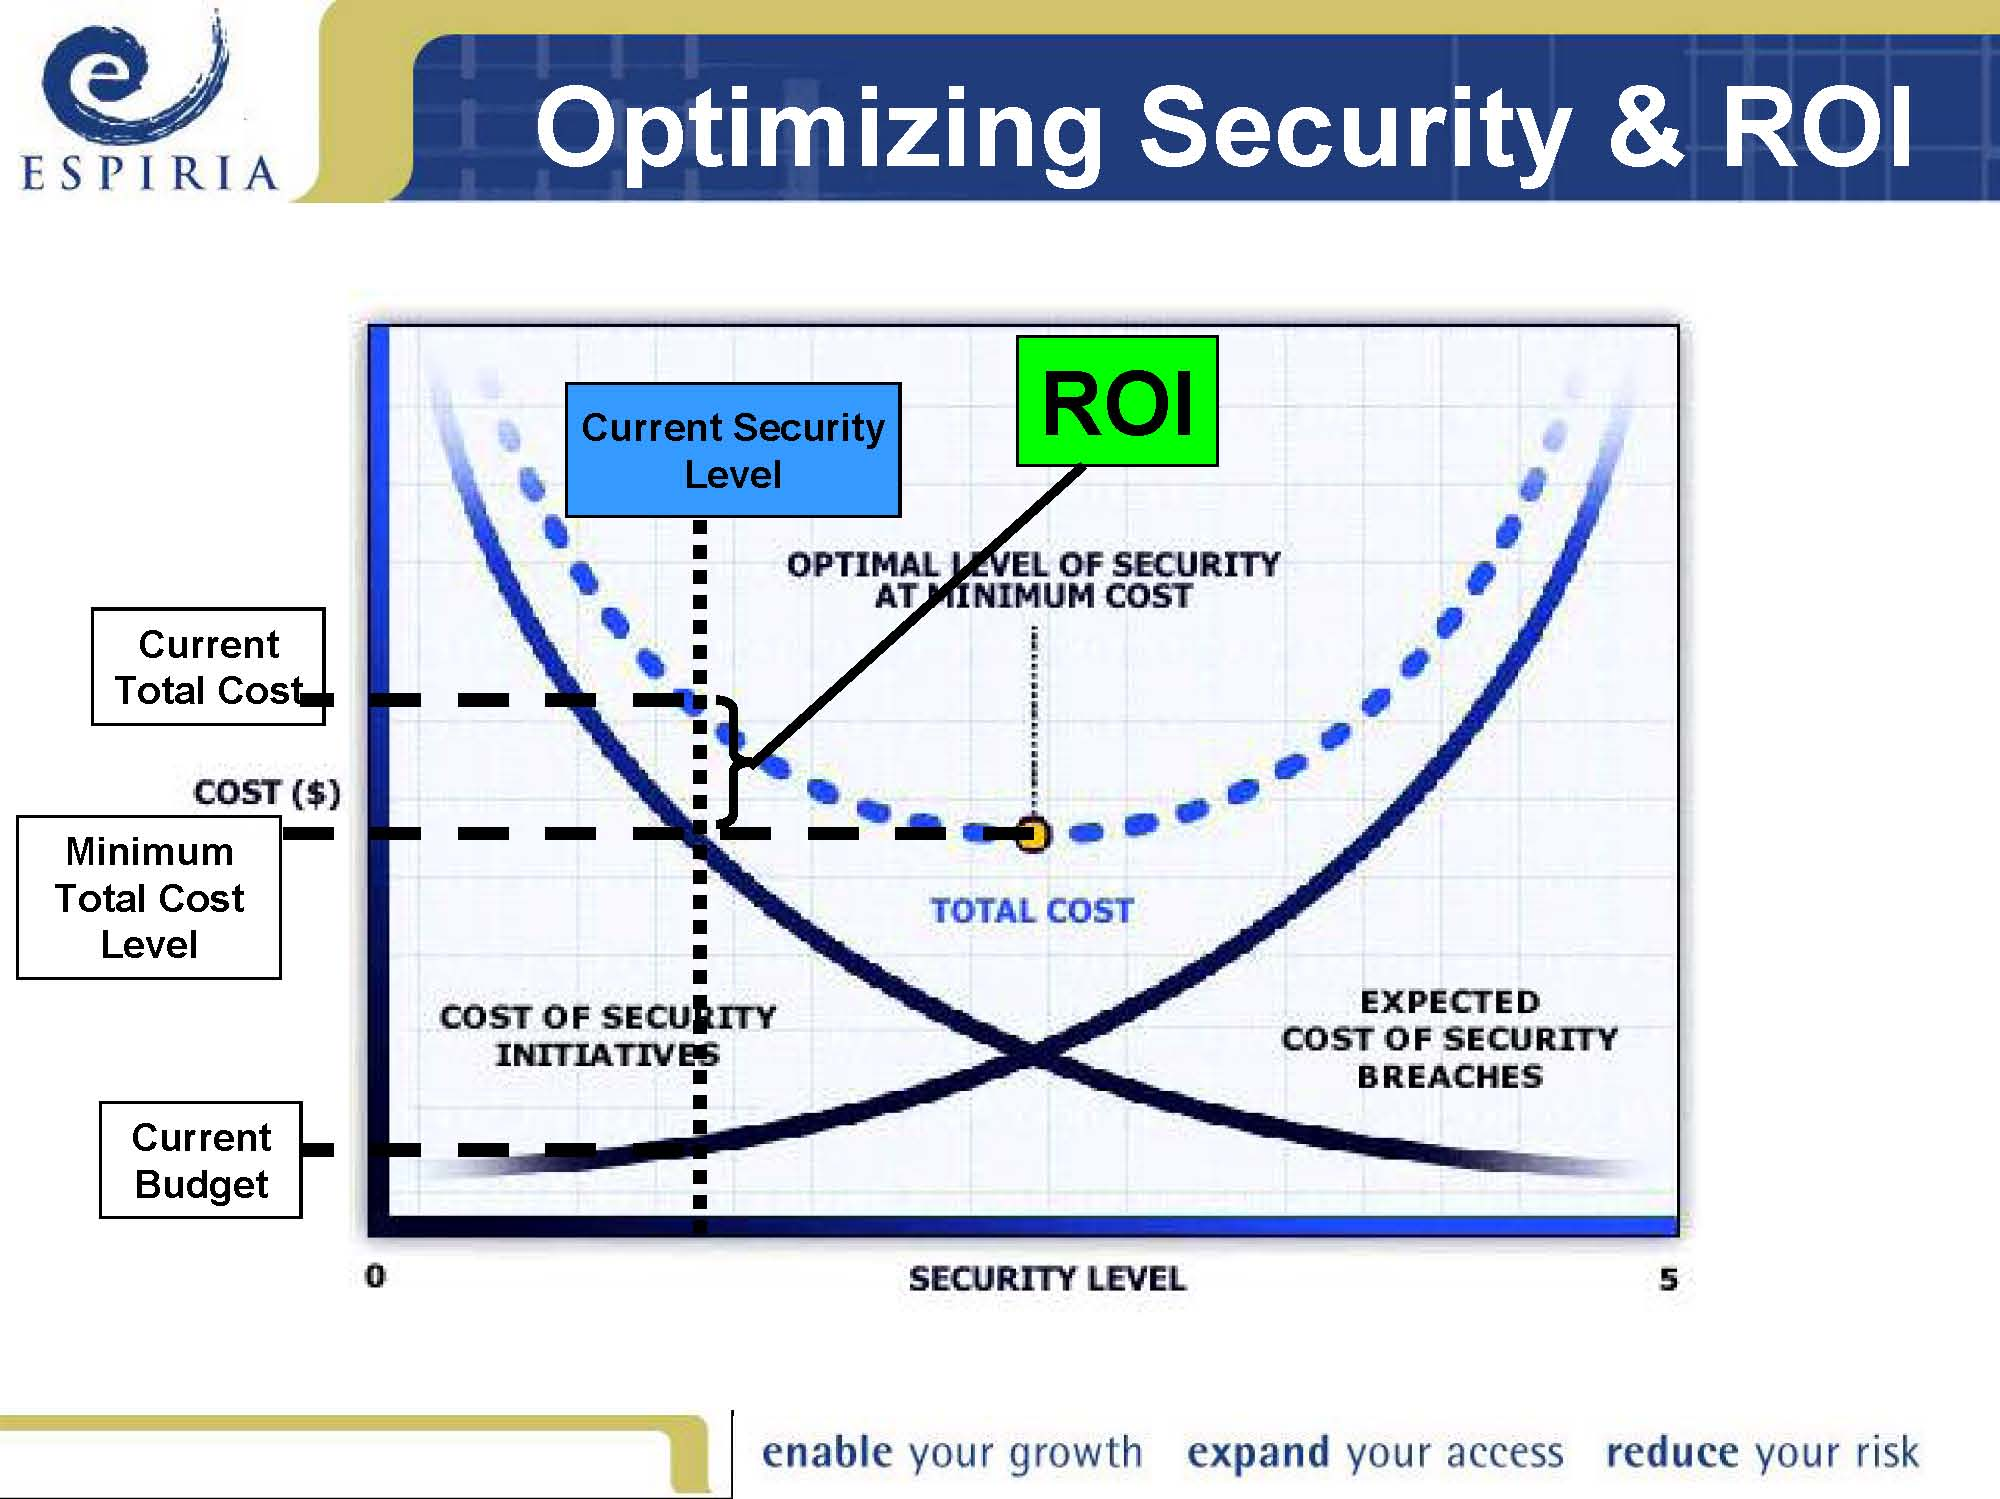 e
ESPIRIA
Optimizing Security & ROI
ROI
Current Security
Level
OPTIMAL LEVEL OF SECURITY
AT MINIMUM COST
Current
Total Cost
COST ($)
Minimum
Total Cost
Level
TOTAL COST
COST OF SECURITY
INITIATIVES
EXPECTED
COST OF SECURITY
BREACHES
Current
Budget
0
SECURITY LEVEL
5
enable your growth expand your access reduce your risk